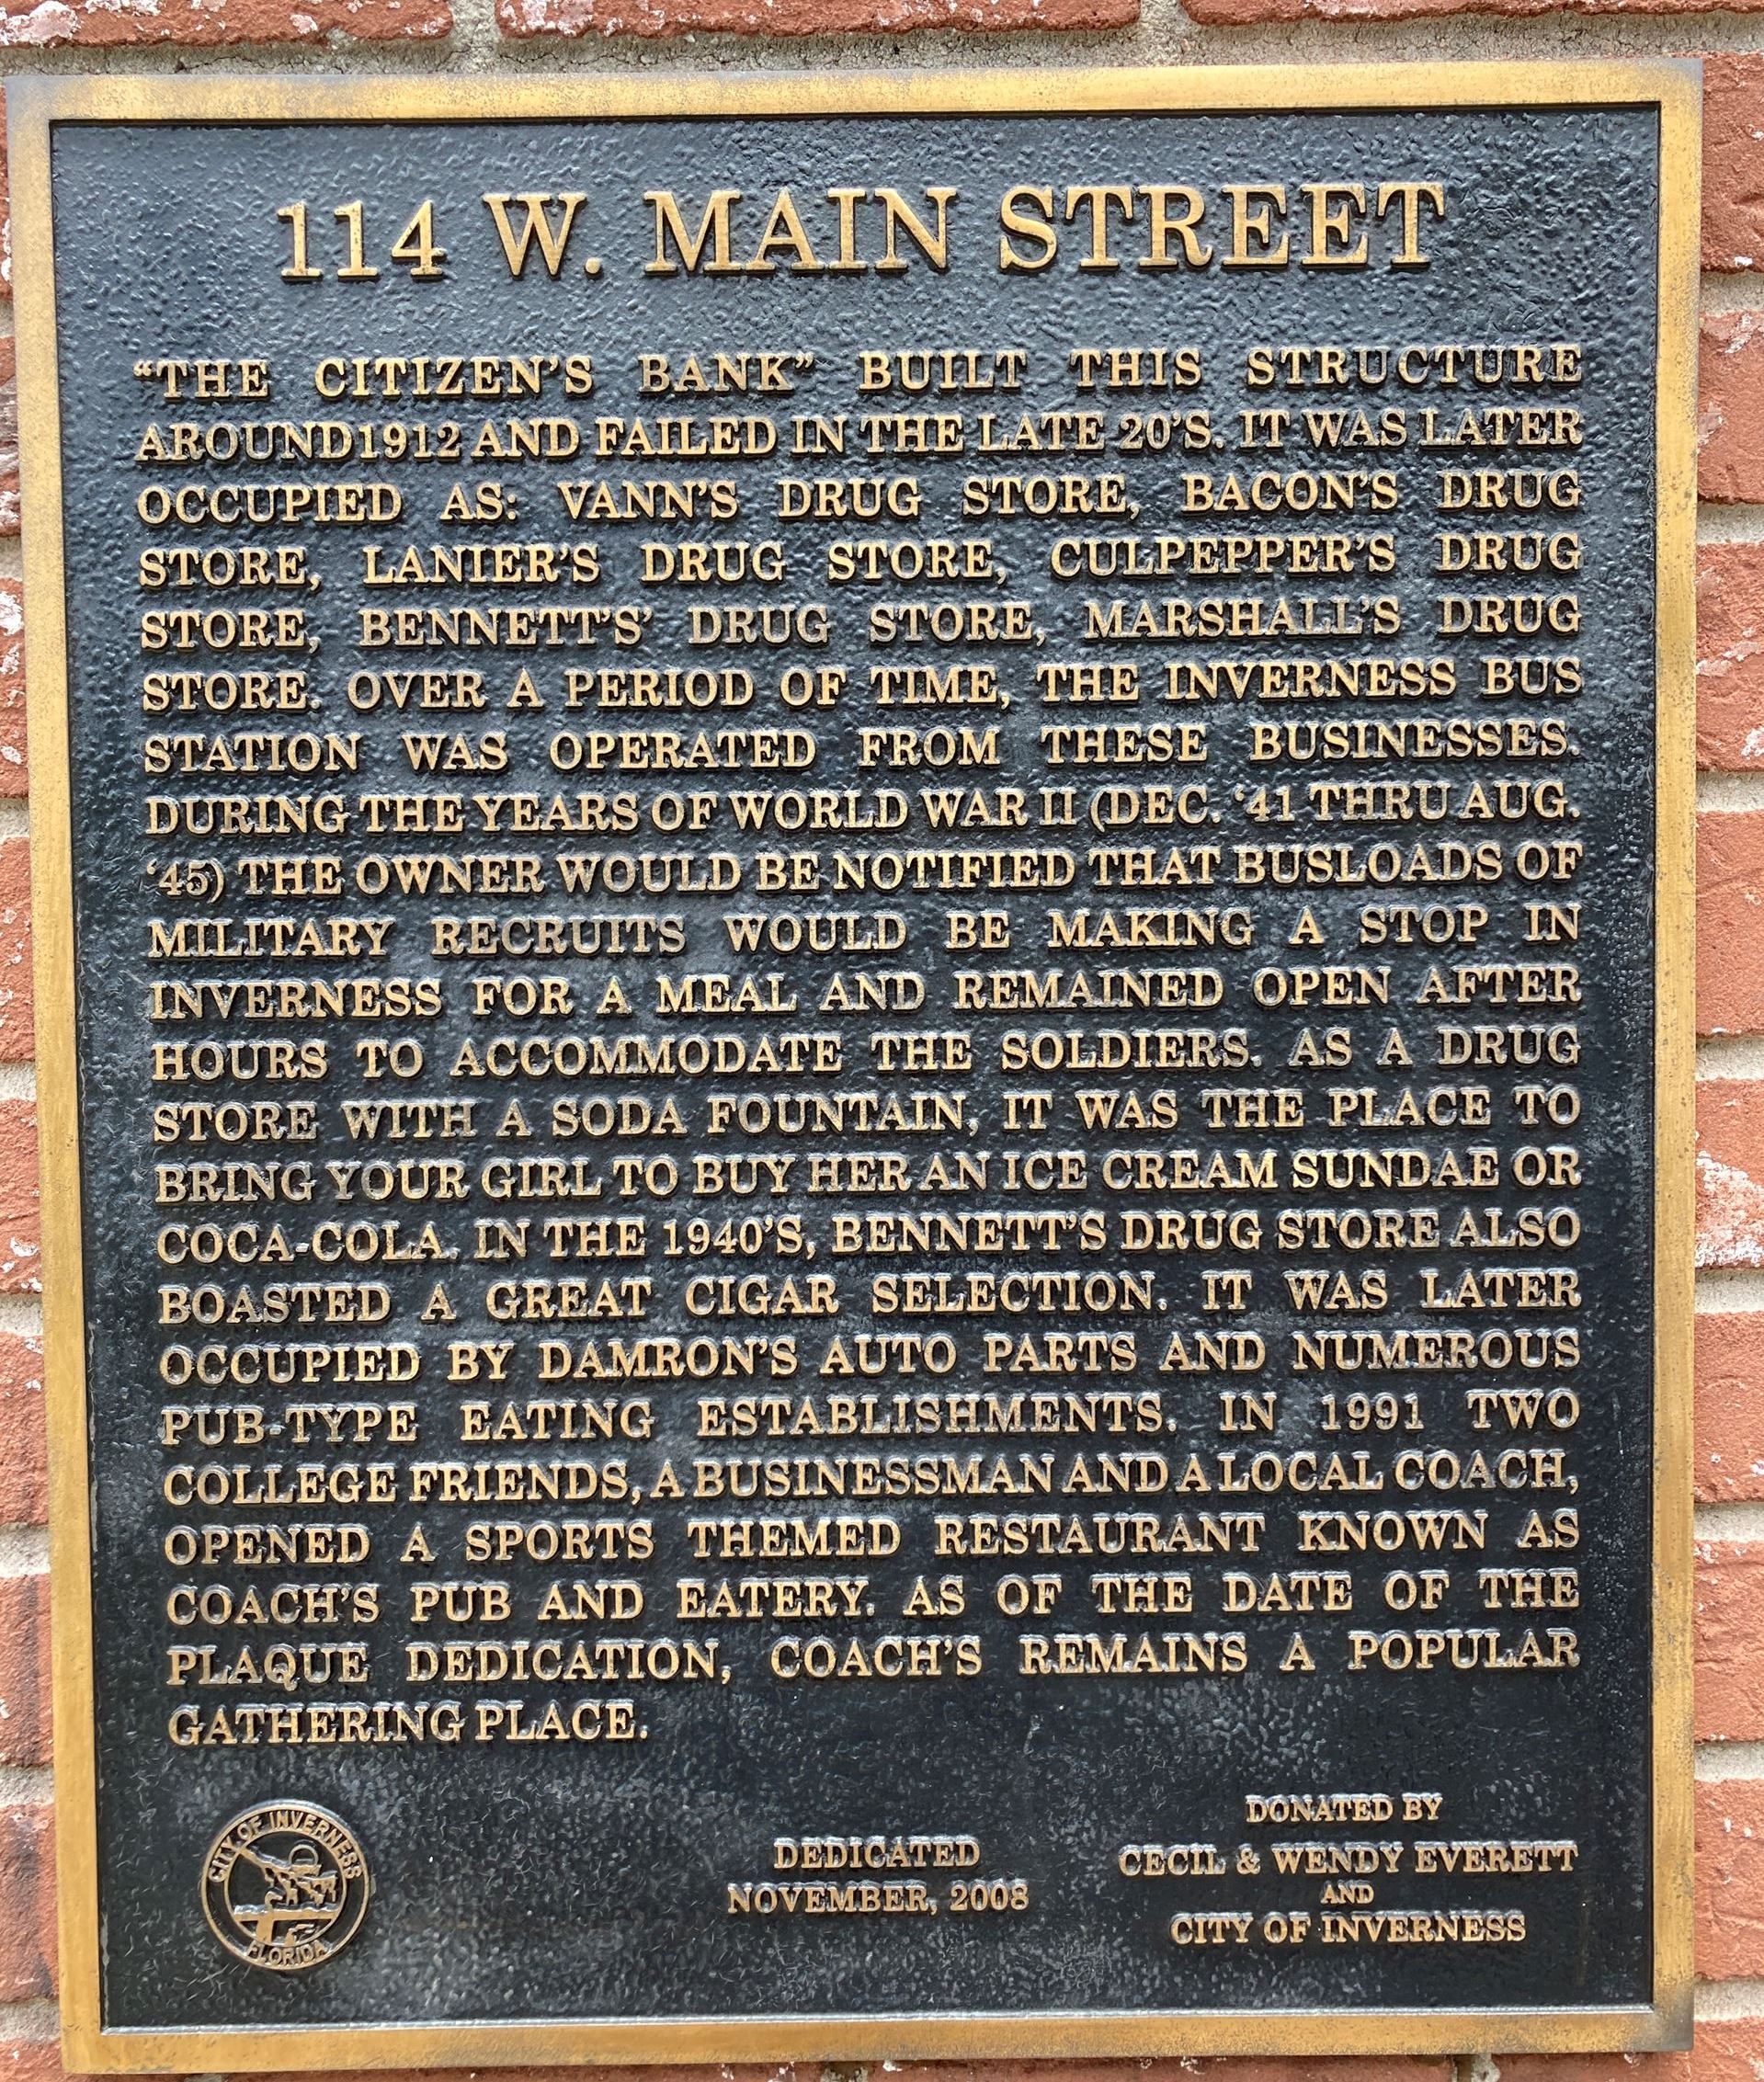 114 W. MAIN STREET
“THE CITIZEN'S BANK” BUILT THIS STRUCTURE
AROUND1912 AND FAILED IN THE LATE 20'S. IT WAS LATER
OCCUPIED AS: VANN'S DRUG STORE, BACON'S DRUG
STORE, LANIER'S DRUG STORE, CULPEPPER'S DRUG
STORE, BENNETT'S' DRUG STORE, MARSHALL'S DRUG
STORE. OVER A PERIOD OF TIME, THE INVERNESS BUS
STATION WAS OPERATED FROM THESE BUSINESSES.
DURING THE YEARS OF WORLD WAR II (DEC. ‘41 THRU AUG.
‘45) THE OWNER WOULD BE NOTIFIED THAT BUSLOADS OF
MILITARY RECRUITS WOULD BE MAKING A STOP IN
INVERNESS FOR A MEAL AND REMAINED OPEN AFTER
HOURS TO ACCOMMODATE THE SOLDIERS. AS A DRUG
STORE WITH A SODA FOUNTAIN, IT WAS THE PLACE TO
BRING YOUR GIRL TO BUY HER AN ICE CREAM SUNDAE OR
COCA-COLA. IN THE 1940'S, BENNETT'S DRUG STORE ALSO
BOASTED A GREAT CIGAR SELECTION. IT WAS LATER
OCCUPIED BY DAMRON'S AUTO PARTS AND NUMEROUS
PUB-TYPE EATING ESTABLISHMENTS. IN 1991 TWO
COLLEGE FRIENDS, A BUSINESSMAN AND A LOCAL COACH,
OPENED A SPORTS THEMED RESTAURANT KNOWN AS
COACH'S PUB AND EATERY. AS OF THE DATE OF THE
PLAQUE DEDICATION, COACH'S REMAINS A POPULAR
GATHERING PLACE.
CITY OF INVERNESS
FLORIDA
DEDICATED
NOVEMBER, 2008
DONATED BY
CECIL & WENDY EVERETT
AND
CITY OF INVERNESS